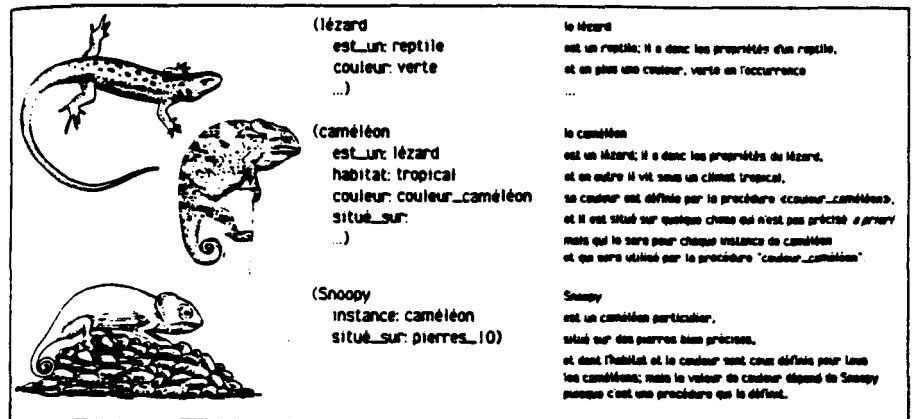 (lézard
est_un: reptile
couleur: verte
...)
le lézard
est un reptile; il a donc les propriétés d'un reptile,
et en plus une couleur, verte en l'occurrence
...
(caméléon
est_un: lézard
habitat: tropical
couleur: couleur_caméléon
situé_sur:
...)
le caméléon
est un lézard; il a donc les propriétés du lézard,
et en outre il vit sous un climat tropical,
sa couleur est définie par la procédure «couleur_caméléon»,
et il est situé sur quelque chose qui n'est pas précisé a priori
mais qui le sera pour chaque instance de caméléon
et qui sera utilisé par la procédure "couleur_caméléon".
(Snoopy
instance: caméléon
situé_sur: pierres_10)
Snoopy
est un caméléon particulier,
situé sur des pierres bien précises,
et dont l'habitat et la couleur sont ceux définis pour tous
les caméléons; mais la valeur de couleur dépend de Snoopy
puisque c'est une procédure qui la définit.